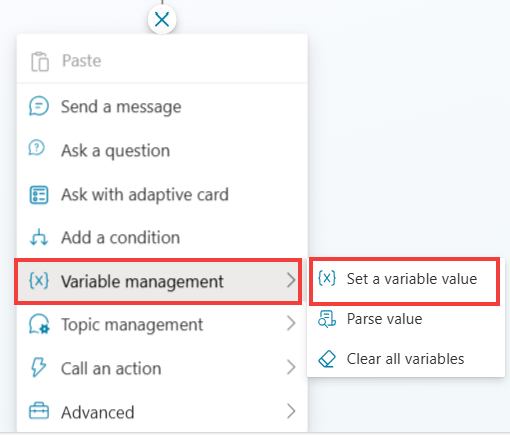 Paste
Send a message
Ask a question
Ask with adaptive card
Add a condition
{x} Variable management
{x} Set a variable value
Topic management
Parse value
Call an action
Clear all variables
Advanced